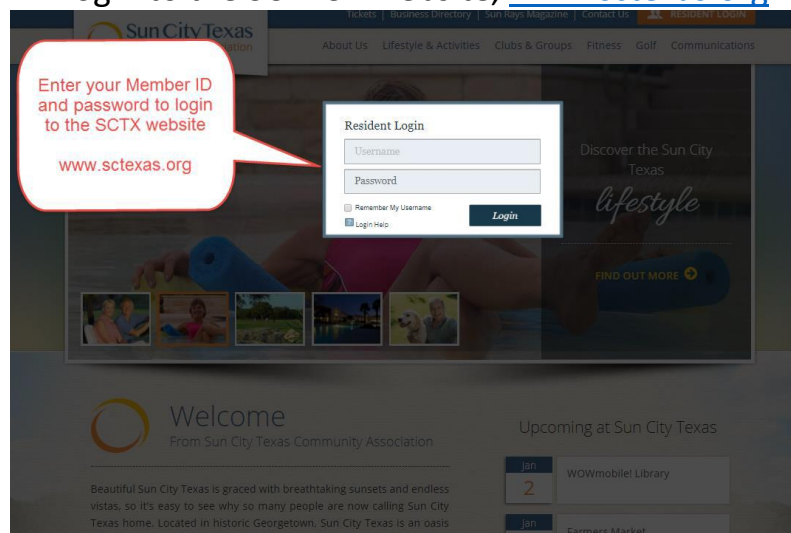 Tickets | Business Directory | Sun Rays Magazine | Contact Us RESIDENT LOGIN
Sun City Texas
About Us Lifestyle & Activities Clubs & Groups Fitness Golf Communications
Enter your Member ID
and password to login
to the SCTX website
www.sctexas.org
Resident Login
Username
Password
Remember My Username
? Login Help
Login
Discover the Sun City
Texas
lifestyle
FIND OUT MORE
Welcome
From Sun City Texas Community Association
Beautiful Sun City Texas is graced with breathtaking sunsets and endless
vistas, so it's easy to see why so many people are now calling Sun City
Texas home. Located in historic Georgetown, Sun City Texas is an oasis
Upcoming at Sun City Texas
Jan
2
WOWmobile! Library
Jan
Farmers Market